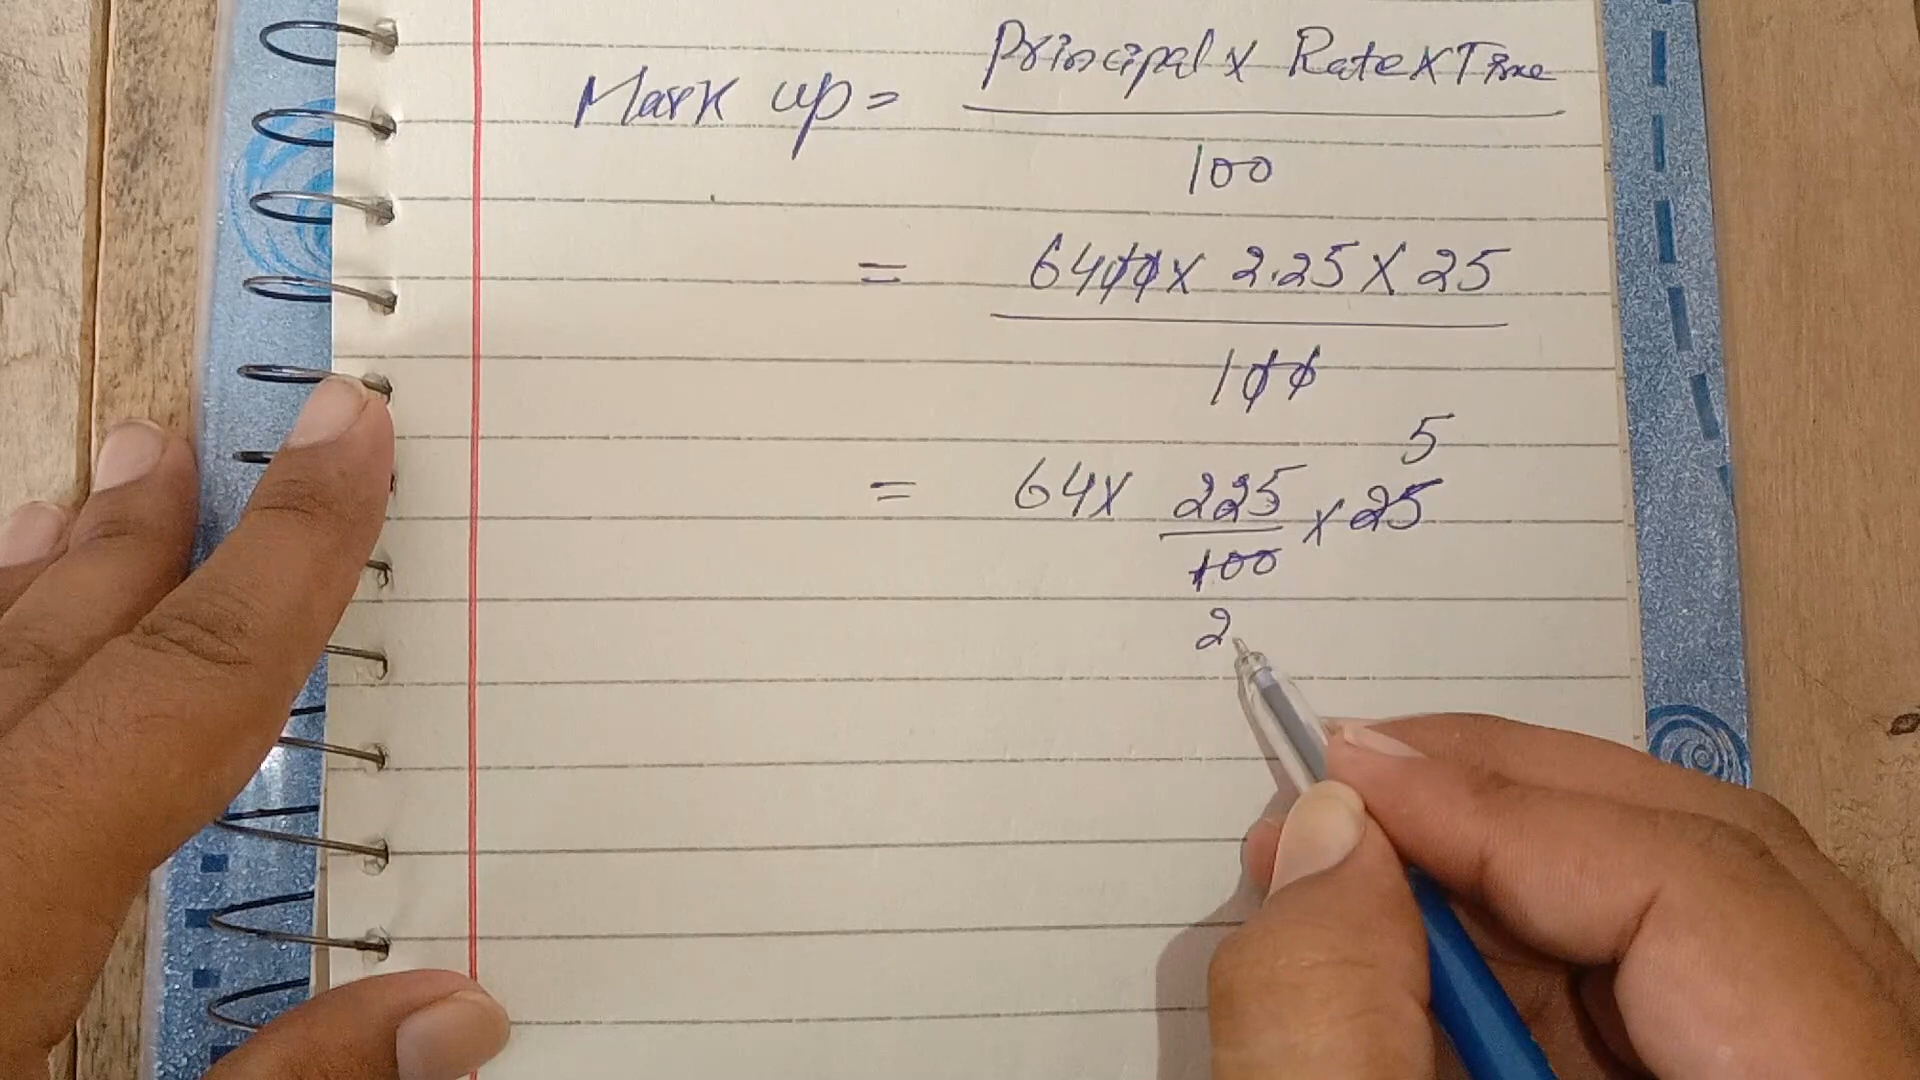 Principal x Rate x Time
Mark up =
100
= 6400 x 2.25 x 25
100
5
= 64 x 225 x 25
100
2